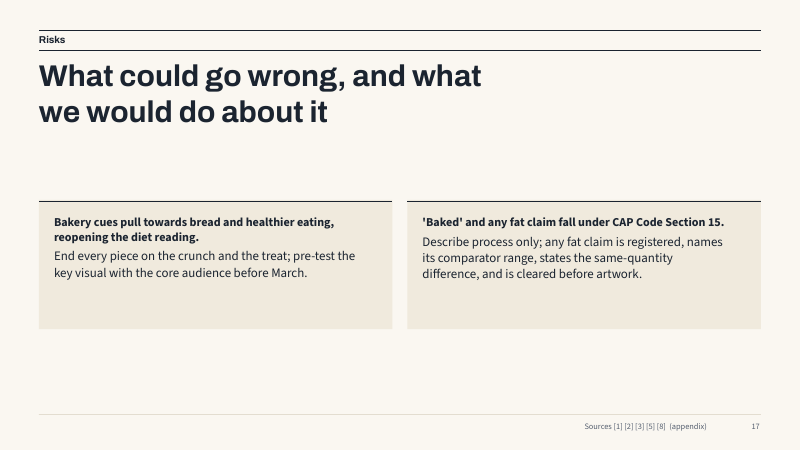 Risks
What could go wrong, and what
we would do about it
Bakery cues pull towards bread and healthier eating,
reopening the diet reading.
End every piece on the crunch and the treat; pre-test the
key visual with the core audience before March.
'Baked' and any fat claim fall under CAP Code Section 15.
Describe process only; any fat claim is registered, names
its comparator range, states the same-quantity
difference, and is cleared before artwork.
Sources [1] [2] [3] [5] [8] (appendix)
17